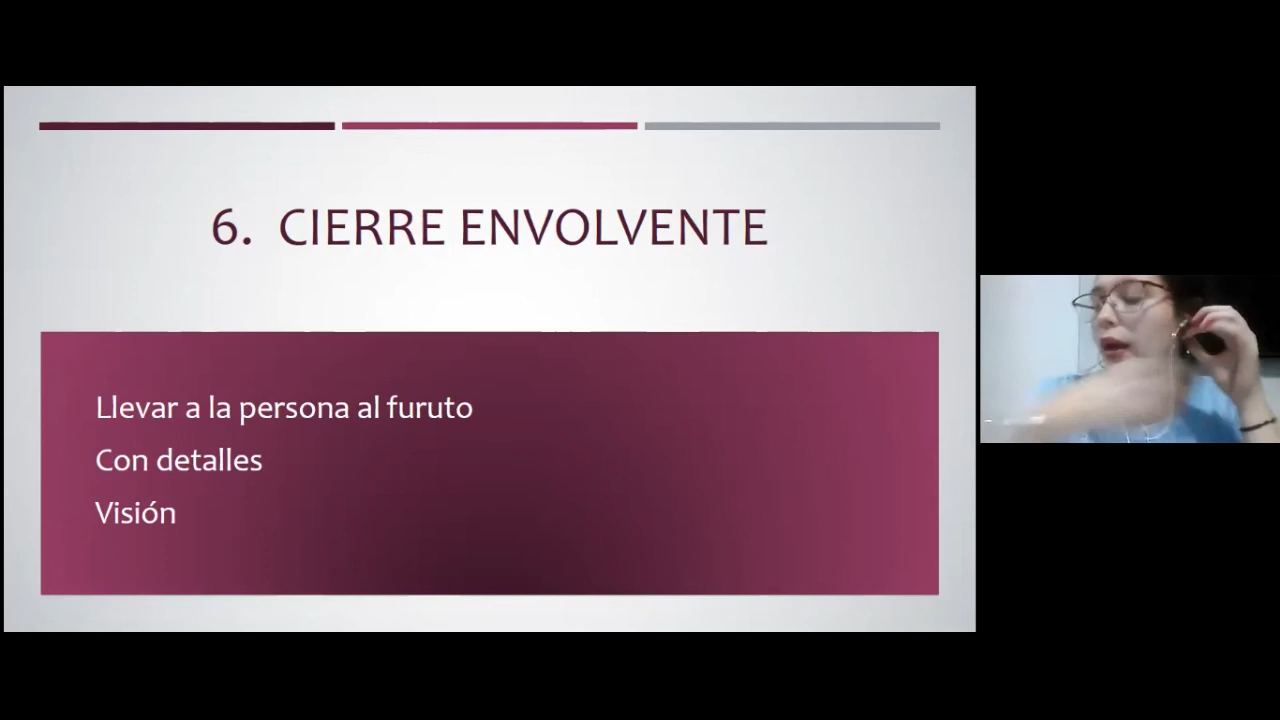 6. CIERRE ENVOLVENTE
Llevar a la persona al furuto
Con detalles
Visión